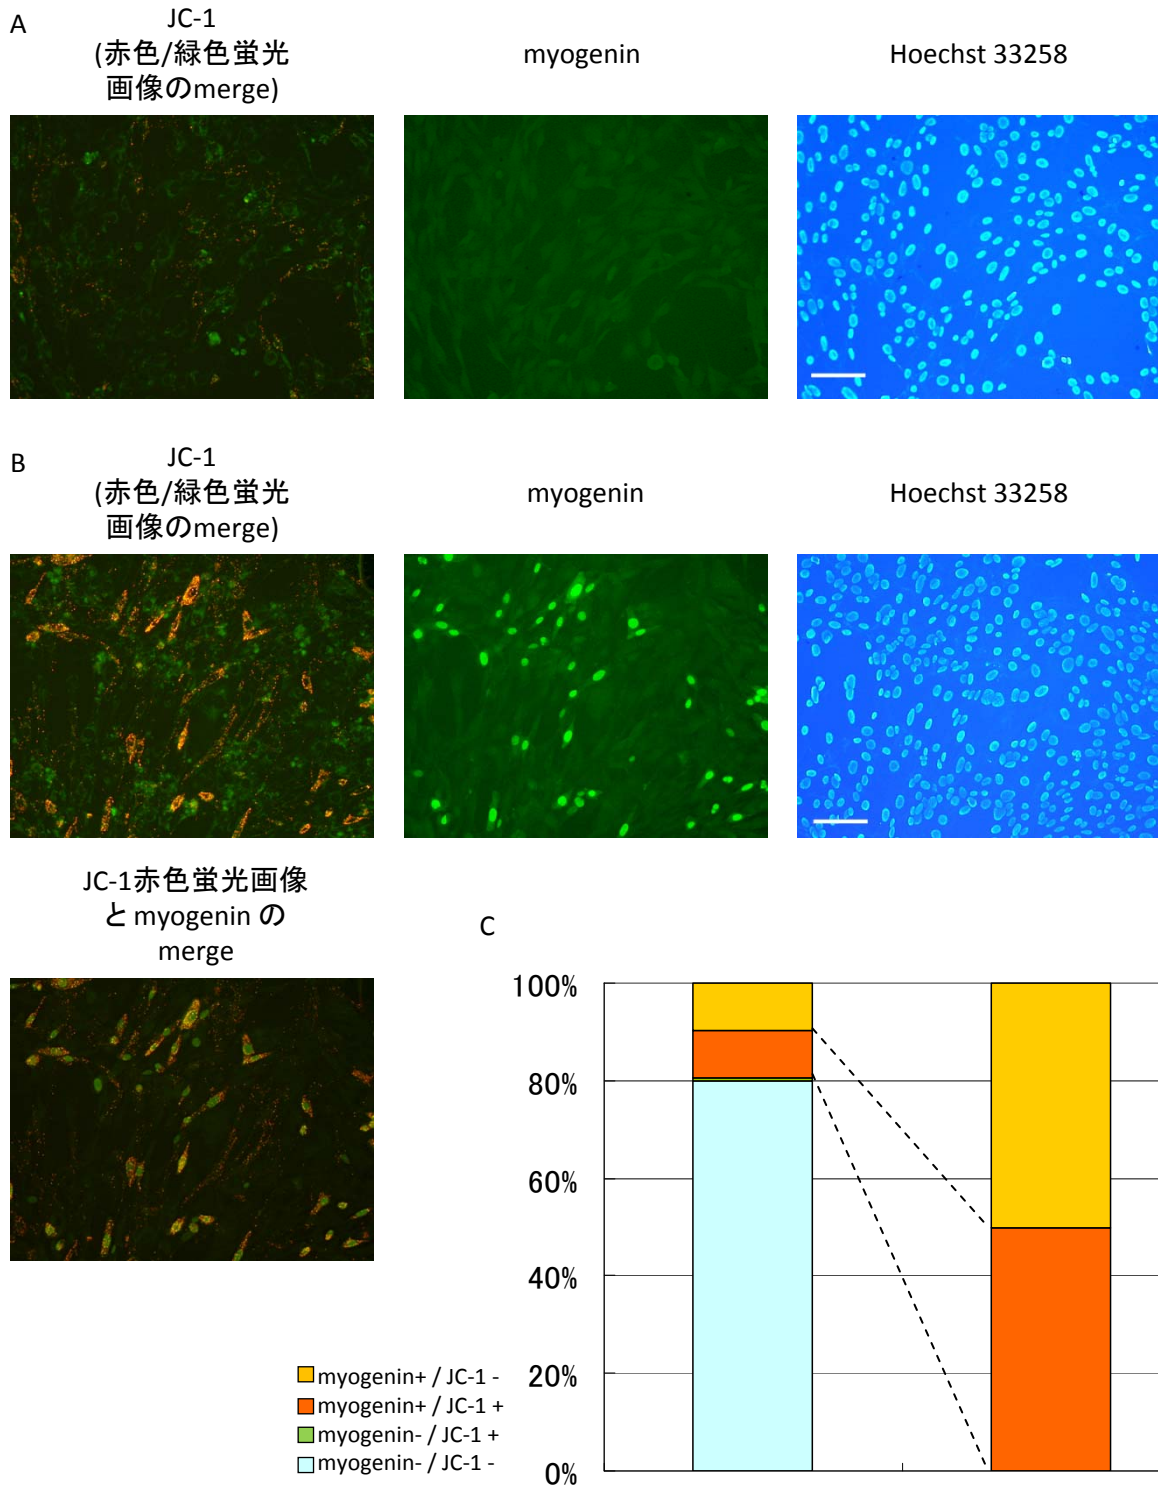 A
JC-1
(赤色/緑色蛍光
画像のmerge)
myogenin
Hoechst 33258
B
JC-1
(赤色/緑色蛍光
画像のmerge)
myogenin
Hoechst 33258
JC-1赤色蛍光画像
と myogenin の
merge
C
100%
80%
60%
40%
20%
0%
myogenin+ / JC-1 -
myogenin+ / JC-1 +
myogenin- / JC-1 +
myogenin- / JC-1 -